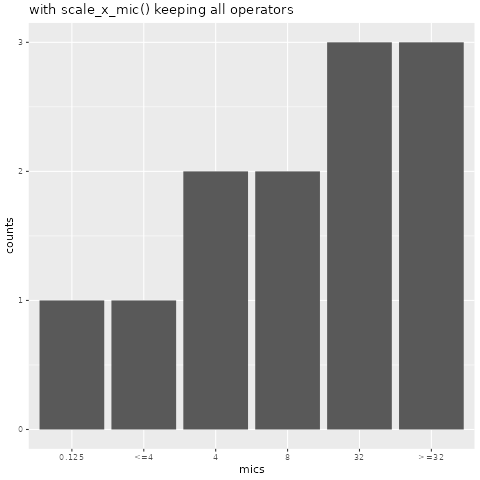 with scale_x_mic() keeping all operators
3
2
1
0
counts
0.125 <=4 4 8 32 >=32
mics